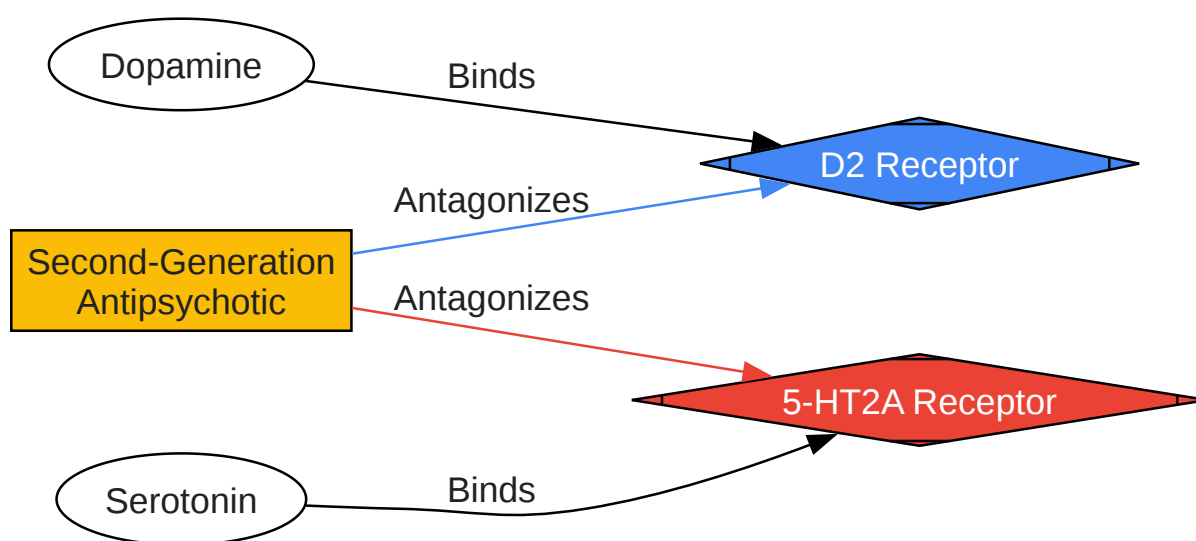 Dopamine
Binds
D2 Receptor
Antagonizes
Second-Generation
Antipsychotic
Antagonizes
5-HT2A Receptor
Binds
Serotonin